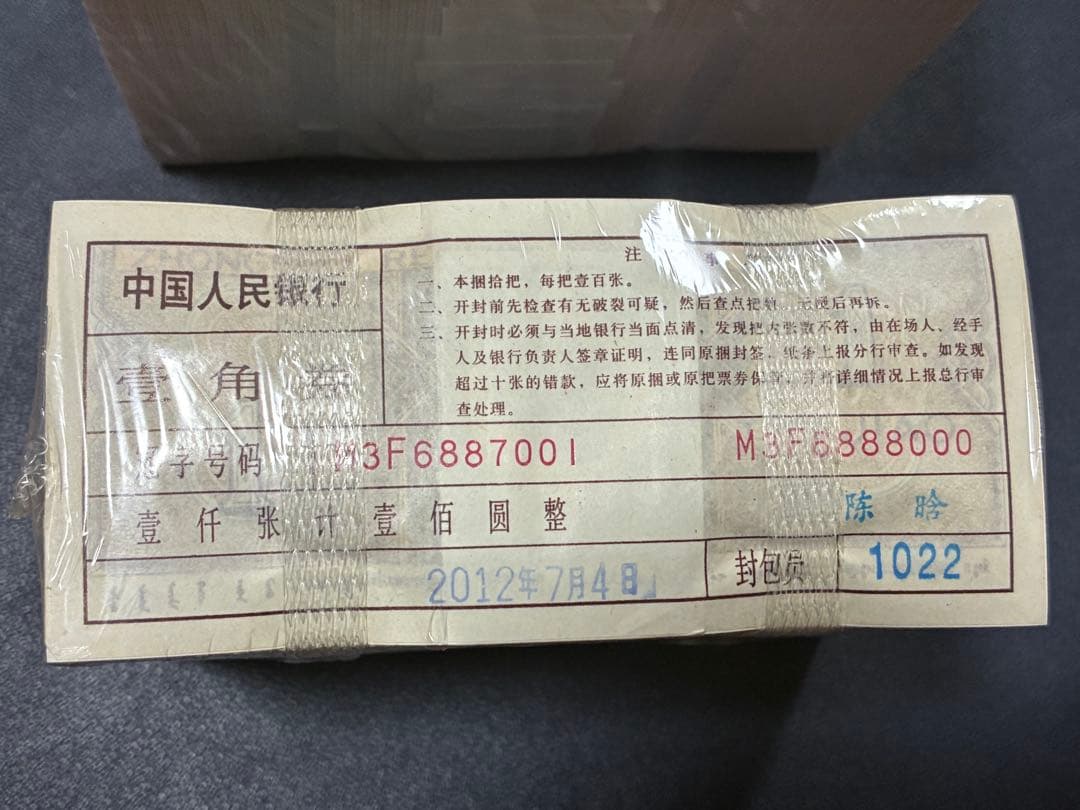 中国人民银行
壹角券
注
一、本捆拾把，每把壹百张。
二、开封前先检查有无破裂可疑，然后查点把数，无误后再拆。
三、开封时必须与当地银行当面点清，发现把内张数不符，由在场人、经手
人及银行负责人签章证明，连同原捆封签、纸条上报分行审查。如发现
超过十张的错款，应将原捆或原把票券保管，并将详细情况上报总行审
查处理。
冠字号码 M3F6887001 M3F6888000
壹仟张计壹佰圆整
陈晗
2012年7月4日
封包员 1022